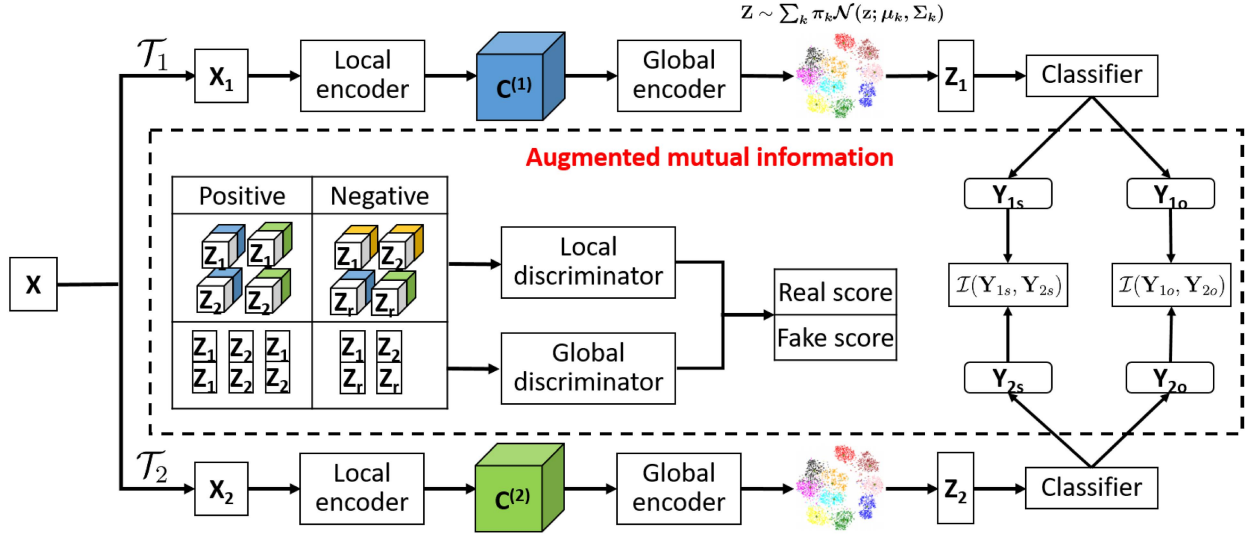 Z ∼ ∑ₖ πₖ𝒩(z; μₖ, Σₖ)
𝒯₁
X₁
Local
encoder
C⁽¹⁾
Global
encoder
Z₁
Classifier
Augmented mutual information
Positive
Negative
Z₁ Z₁ Z₁ Z₂
Z₂ Z₂ Zᵣ Zᵣ
Z₁ Z₂ Z₁ Z₁ Z₂
Z₁ Z₂ Z₂ Zᵣ Zᵣ
Local
discriminator
Global
discriminator
Real score
Fake score
Y₁ₛ
Y₁ₒ
ℐ(Y₁ₛ, Y₂ₛ)
ℐ(Y₁ₒ, Y₂ₒ)
Y₂ₛ
Y₂ₒ
X
𝒯₂
X₂
Local
encoder
C⁽²⁾
Global
encoder
Z₂
Classifier